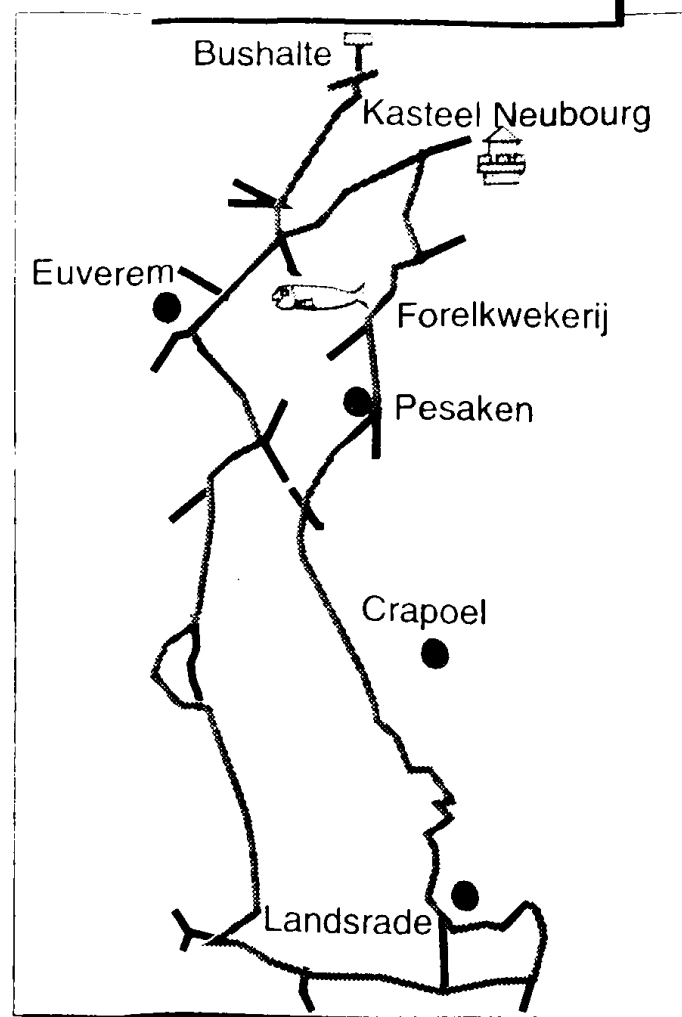 Bushalte
Kasteel Neubourg
Euverem
Forelkwekerij
Pesaken
Crapoel
Landsrade